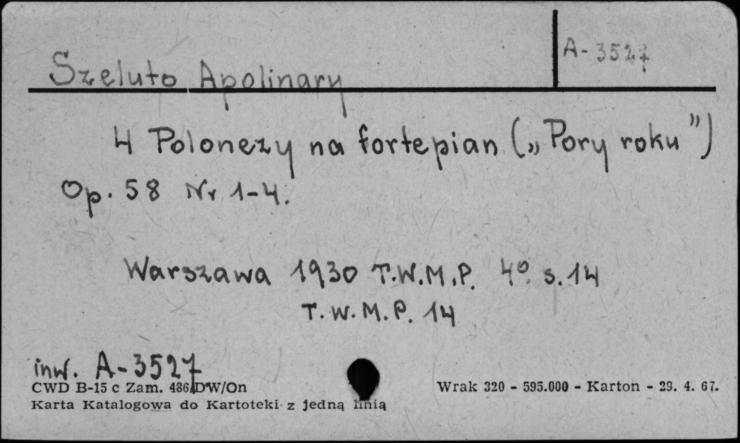 A-3527
Szeluto Apolinary
4 Polonezy na fortepian („Pory roku”)
Op. 58 Nr 1-4.
Warszawa 1930 T.W.M.P. 4° s. 14
T.W.M.P. 14
inw. A-3527
CWD B-15 c Zam. 486/DW/On
Wrak 320 - 595.000 - Karton - 29. 4. 67.
Karta Katalogowa do Kartoteki z jedną linią